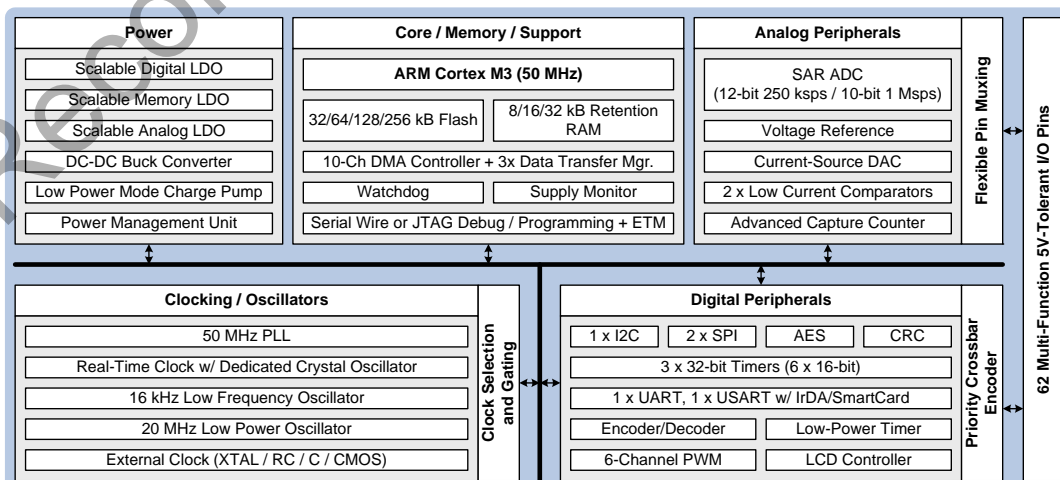 Power
Scalable Digital LDO
Scalable Memory LDO
Scalable Analog LDO
DC-DC Buck Converter
Low Power Mode Charge Pump
Power Management Unit
Core / Memory / Support
ARM Cortex M3 (50 MHz)
32/64/128/256 kB Flash
8/16/32 kB Retention
RAM
10-Ch DMA Controller + 3x Data Transfer Mgr.
Watchdog
Supply Monitor
Serial Wire or JTAG Debug / Programming + ETM
Analog Peripherals
SAR ADC
(12-bit 250 ksps / 10-bit 1 Msps)
Voltage Reference
Current-Source DAC
2 x Low Current Comparators
Advanced Capture Counter
Flexible Pin Muxing
62 Multi-Function 5V-Tolerant I/O Pins
Clocking / Oscillators
50 MHz PLL
Real-Time Clock w/ Dedicated Crystal Oscillator
16 kHz Low Frequency Oscillator
20 MHz Low Power Oscillator
External Clock (XTAL / RC / C / CMOS)
Clock Selection
and Gating
Digital Peripherals
1 x I2C
2 x SPI
AES
CRC
3 x 32-bit Timers (6 x 16-bit)
1 x UART, 1 x USART w/ IrDA/SmartCard
Encoder/Decoder
Low-Power Timer
6-Channel PWM
LCD Controller
Priority Crossbar
Encoder